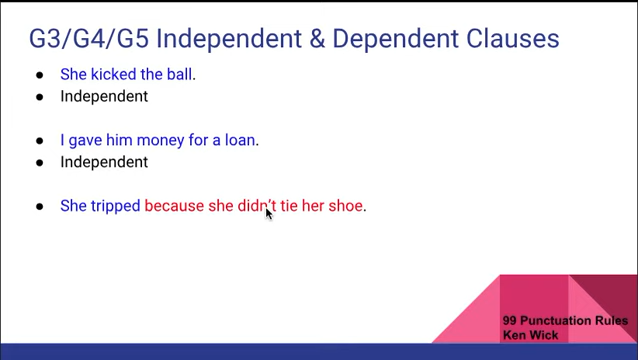 G3/G4/G5 Independent & Dependent Clauses
● She kicked the ball.
● Independent
● I gave him money for a loan.
● Independent
● She tripped because she didn't tie her shoe.
99 Punctuation Rules
Ken Wick